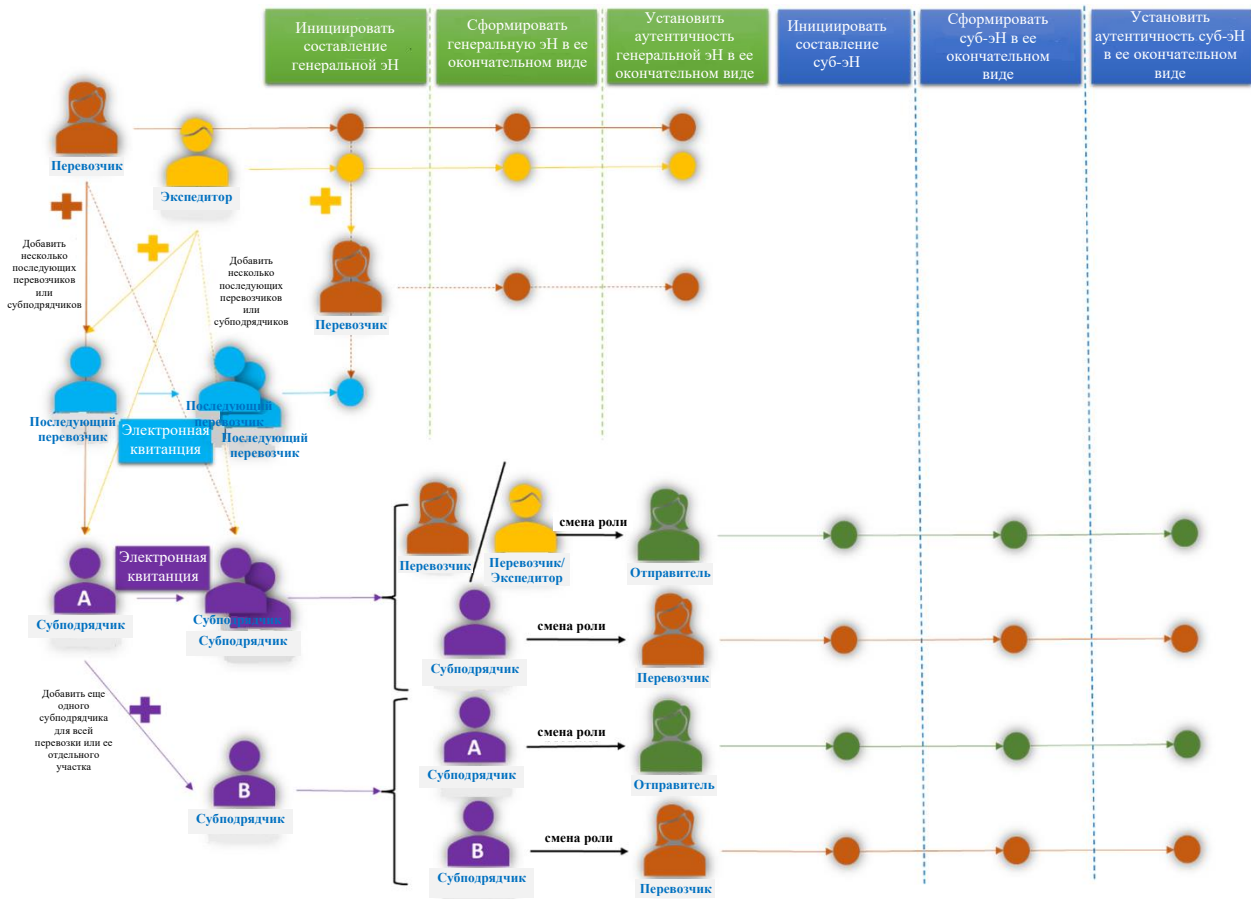 Инициировать
составление
генеральной эН
Сформировать
генеральную эН в ее
окончательном виде
Установить
аутентичность
генеральной эН в ее
окончательном виде
Инициировать
составление
суб-эН
Сформировать
суб-эН в ее
окончательном
виде
Установить
аутентичность суб-эН
в ее окончательном
виде
Перевозчик
Экспедитор
Добавить
несколько
последующих
перевозчиков
или
субподрядчиков
Добавить
несколько
последующих
перевозчиков
или
субподрядчиков
Перевозчик
Последующий
перевозчик
Электронная
квитанция
Последующий
перевозчик
Последующий
перевозчик
A
Субподрядчик
Электронная
квитанция
Субподрядчик
Субподрядчик
Перевозчик
Перевозчик/
Экспедитор
смена роли
Отправитель
Субподрядчик
смена роли
Перевозчик
Добавить еще
одного
субподрядчика
для всей
перевозки или ее
отдельного
участка
B
Субподрядчик
A
Субподрядчик
смена роли
Отправитель
B
Субподрядчик
смена роли
Перевозчик